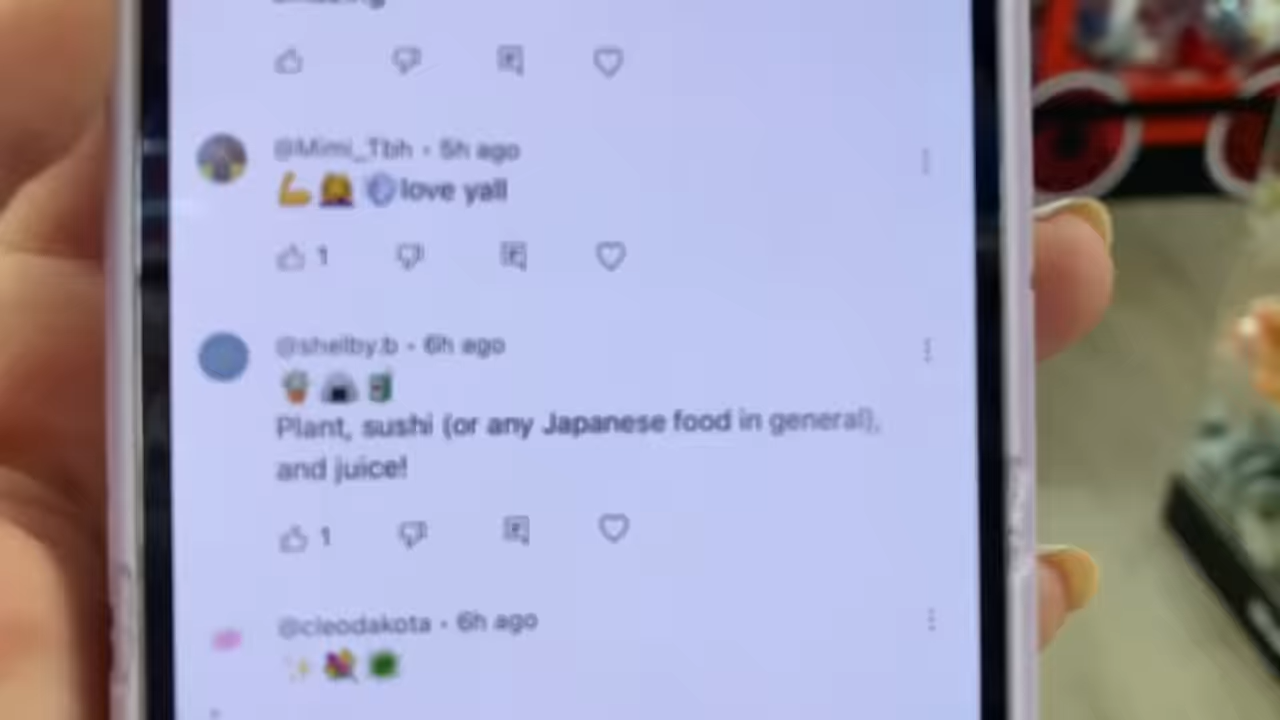 @Mimi_Tbh • 5h ago
💪🤦‍♀️love yall
1
@shelby.b • 6h ago
🪴🍙🧃
Plant, sushi (or any Japanese food in general),
and juice!
1
@cleodakota • 6h ago
✨💐